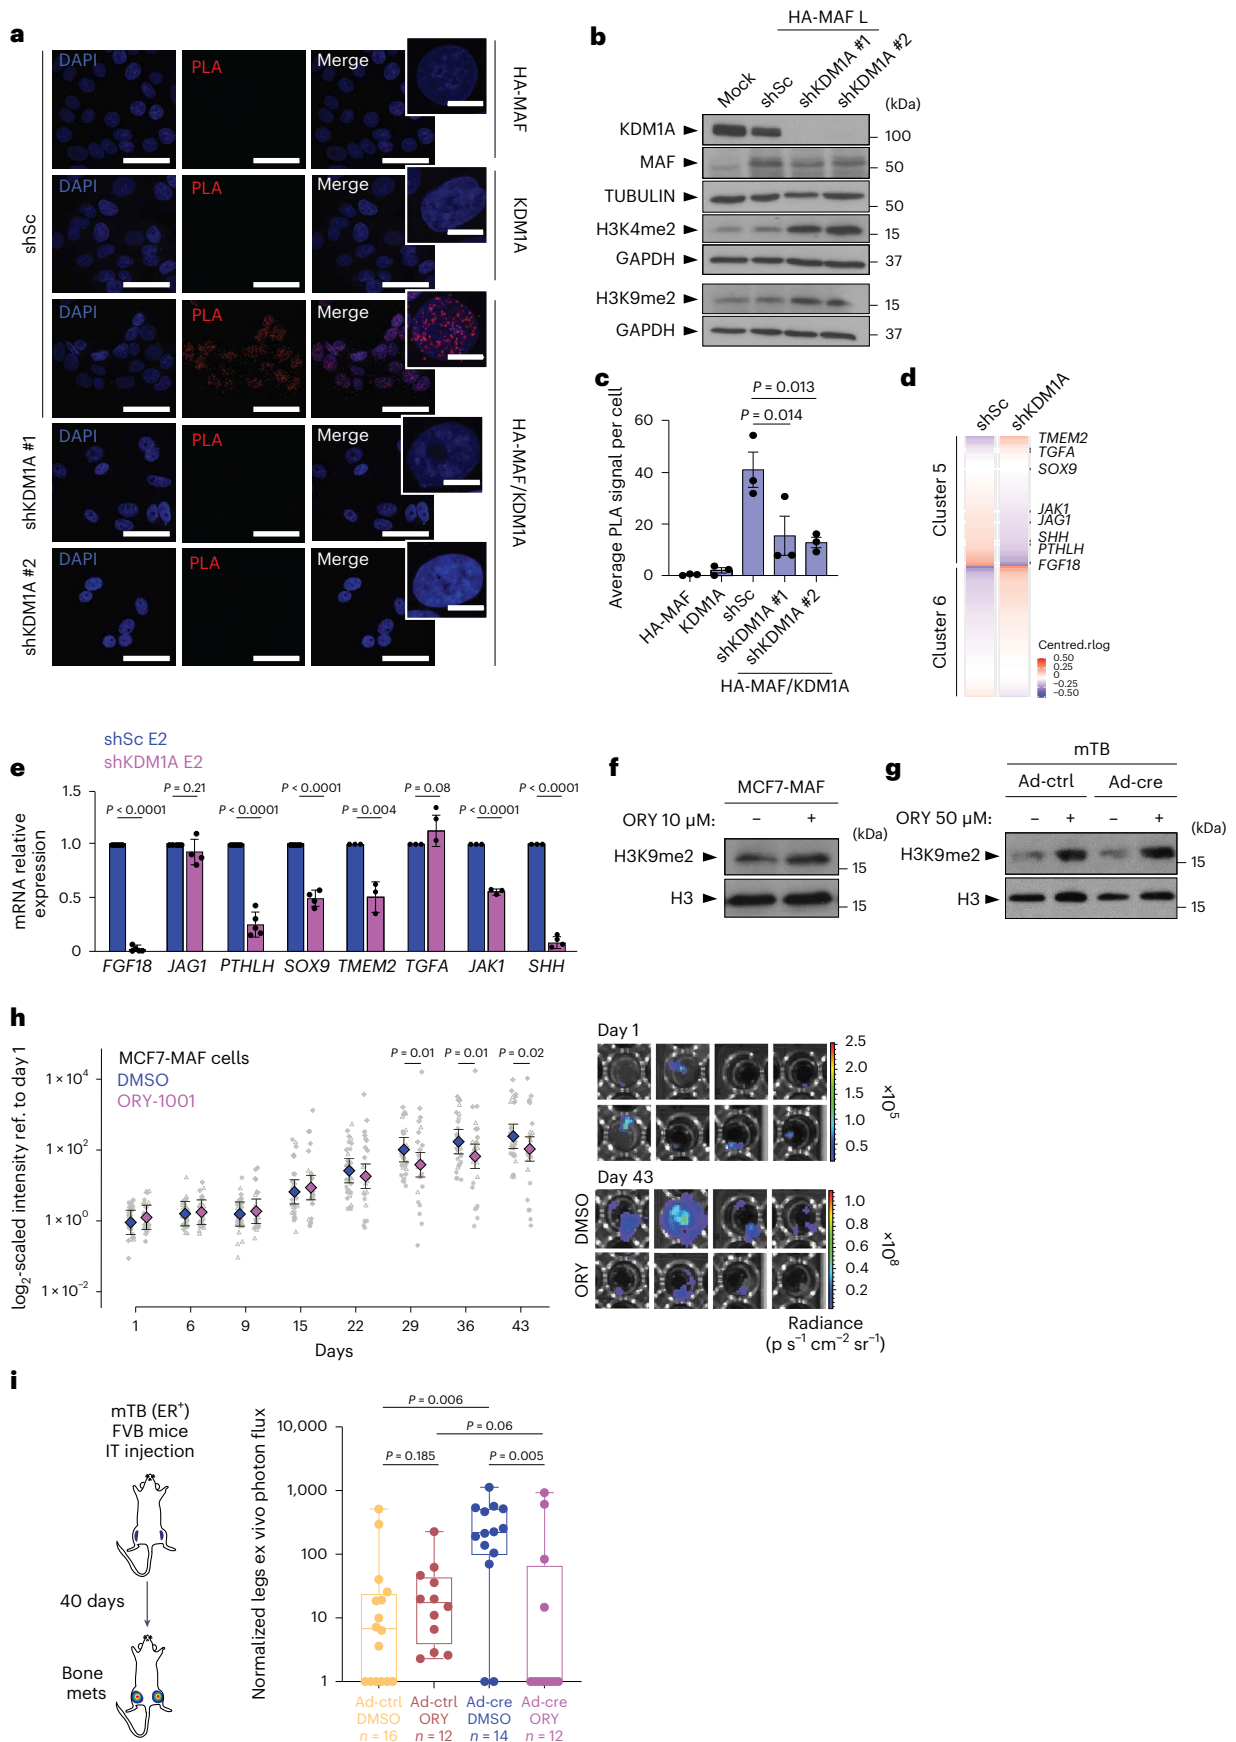 a
shSc
shKDM1A #1
shKDM1A #2
DAPI
PLA
Merge
HA-MAF
DAPI
PLA
Merge
KDM1A
DAPI
PLA
Merge
HA-MAF/KDM1A
DAPI
PLA
Merge
DAPI
PLA
Merge
b
HA-MAF L
Mock
shSc
shKDM1A #1
shKDM1A #2
(kDa)
KDM1A
100
MAF
50
TUBULIN
50
H3K4me2
15
GAPDH
37
H3K9me2
15
GAPDH
37
c
Average PLA signal per cell
P = 0.013
P = 0.014
60
40
20
0
HA-MAF
KDM1A
shSc
shKDM1A #1
shKDM1A #2
HA-MAF/KDM1A
d
shSc
shKDM1A
Cluster 5
Cluster 6
TMEM2
TGFA
SOX9
JAK1
JAG1
SHH
PTHLH
FGF18
Centred.rlog
0.50
0.25
0
−0.25
−0.50
e
shSc E2
shKDM1A E2
mRNA relative
expression
1.5
1.0
0.5
0
P < 0.0001
P = 0.21
P < 0.0001
P < 0.0001
P = 0.004
P = 0.08
P < 0.0001
P < 0.0001
FGF18
JAG1
PTHLH
SOX9
TMEM2
TGFA
JAK1
SHH
f
MCF7-MAF
ORY 10 µM:
−
+
(kDa)
H3K9me2
15
H3
15
g
mTB
Ad-ctrl
Ad-cre
ORY 50 µM:
−
+
−
+
(kDa)
H3K9me2
15
H3
15
h
log2-scaled intensity ref. to day 1
MCF7-MAF cells
DMSO
ORY-1001
P = 0.01
P = 0.01
P = 0.02
1 × 10⁴
1 × 10²
1 × 10⁰
1 × 10⁻²
1
6
9
15
22
29
36
43
Days
Day 1
2.5
2.0
1.5
1.0
0.5
×10⁵
Day 43
DMSO
ORY
1.0
0.8
0.6
0.4
0.2
×10⁸
Radiance
(p s⁻¹ cm⁻² sr⁻¹)
i
mTB (ER⁺)
FVB mice
IT injection
40 days
Bone
mets
Normalized legs ex vivo photon flux
P = 0.006
P = 0.06
P = 0.185
P = 0.005
10,000
1,000
100
10
1
Ad-ctrl
DMSO
n = 16
Ad-ctrl
ORY
n = 12
Ad-cre
DMSO
n = 14
Ad-cre
ORY
n = 12